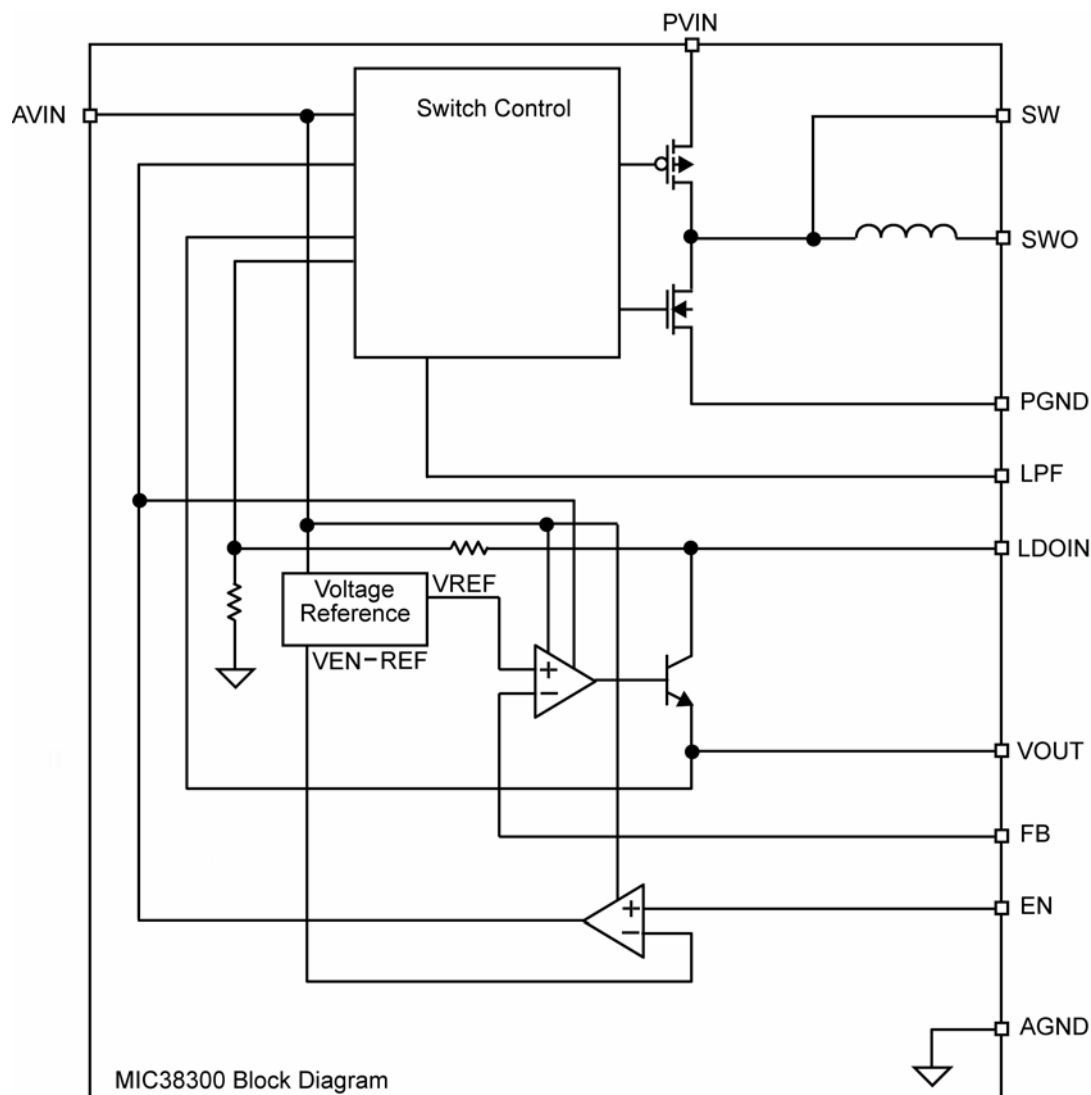 PVIN
AVIN
Switch Control
SW
SWO
PGND
LPF
LDOIN
Voltage
Reference
VREF
VEN-REF
+
−
VOUT
FB
+
−
EN
AGND
MIC38300 Block Diagram